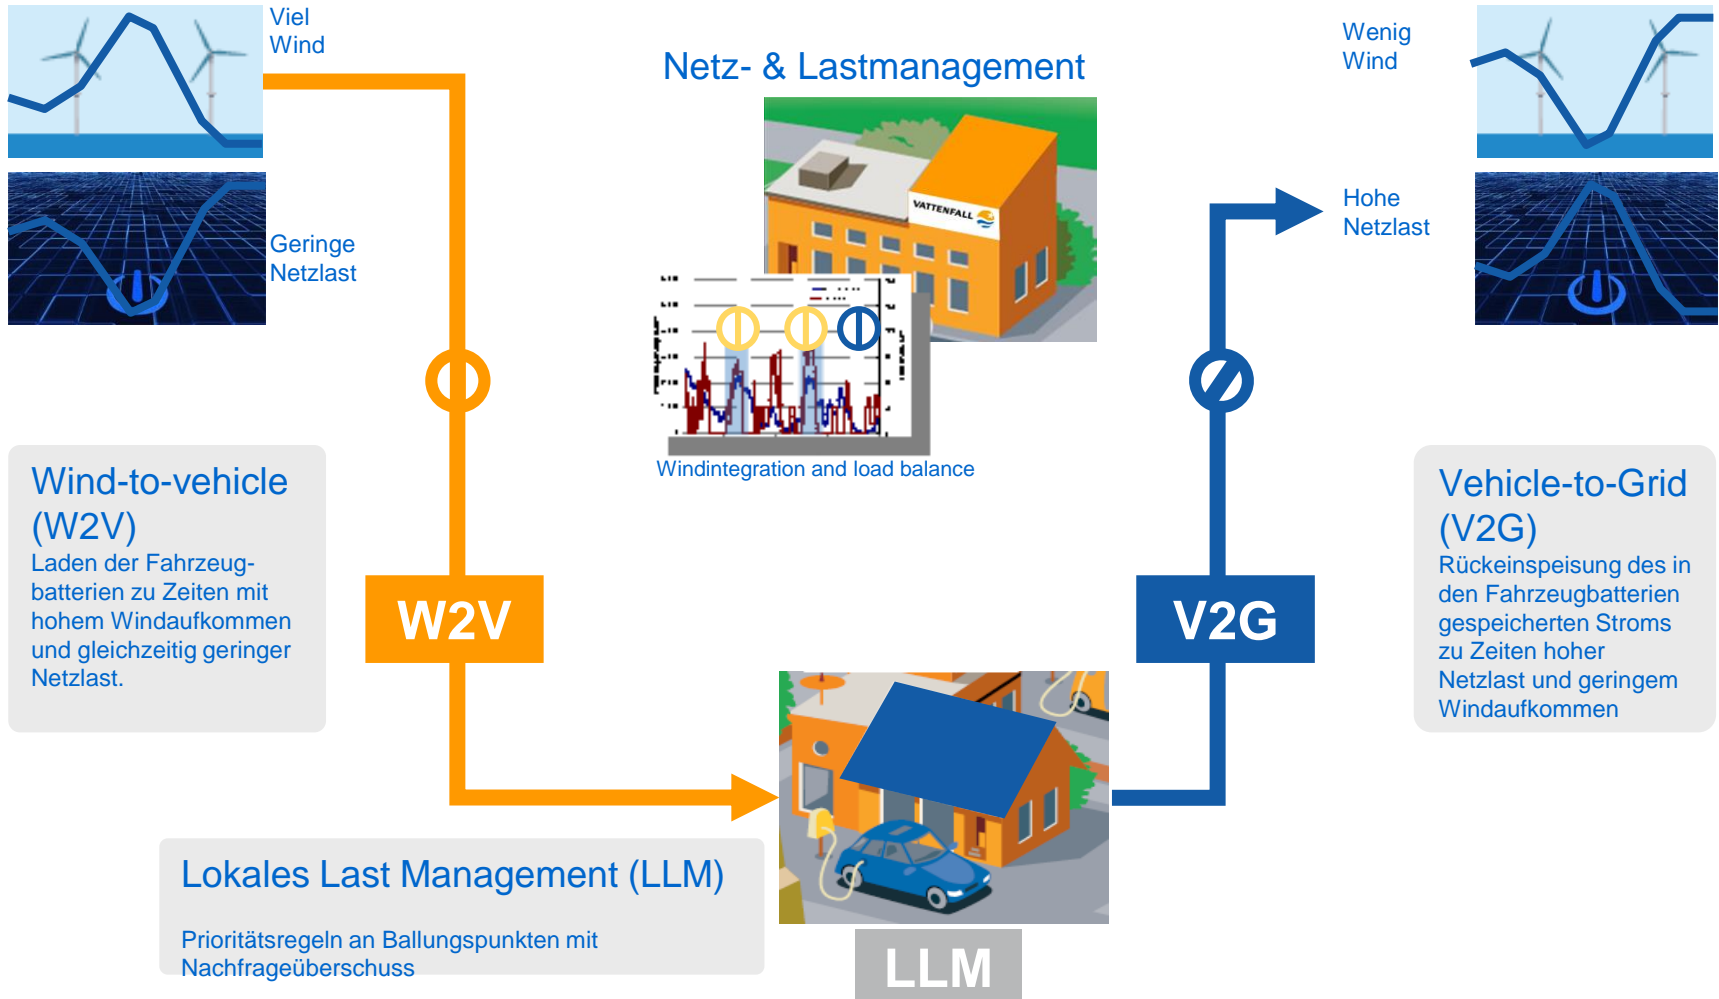 Viel
Wind
Geringe
Netzlast
Netz- & Lastmanagement
VATTENFALL
Windintegration and load balance
Wenig
Wind
Hohe
Netzlast
Wind-to-vehicle
(W2V)
Laden der Fahrzeug-
batterien zu Zeiten mit
hohem Windaufkommen
und gleichzeitig geringer
Netzlast.
W2V
V2G
Vehicle-to-Grid
(V2G)
Rückeinspeisung des in
den Fahrzeugbatterien
gespeicherten Stroms
zu Zeiten hoher
Netzlast und geringem
Windaufkommen
Lokales Last Management (LLM)
Prioritätsregeln an Ballungspunkten mit
Nachfrageüberschuss
LLM